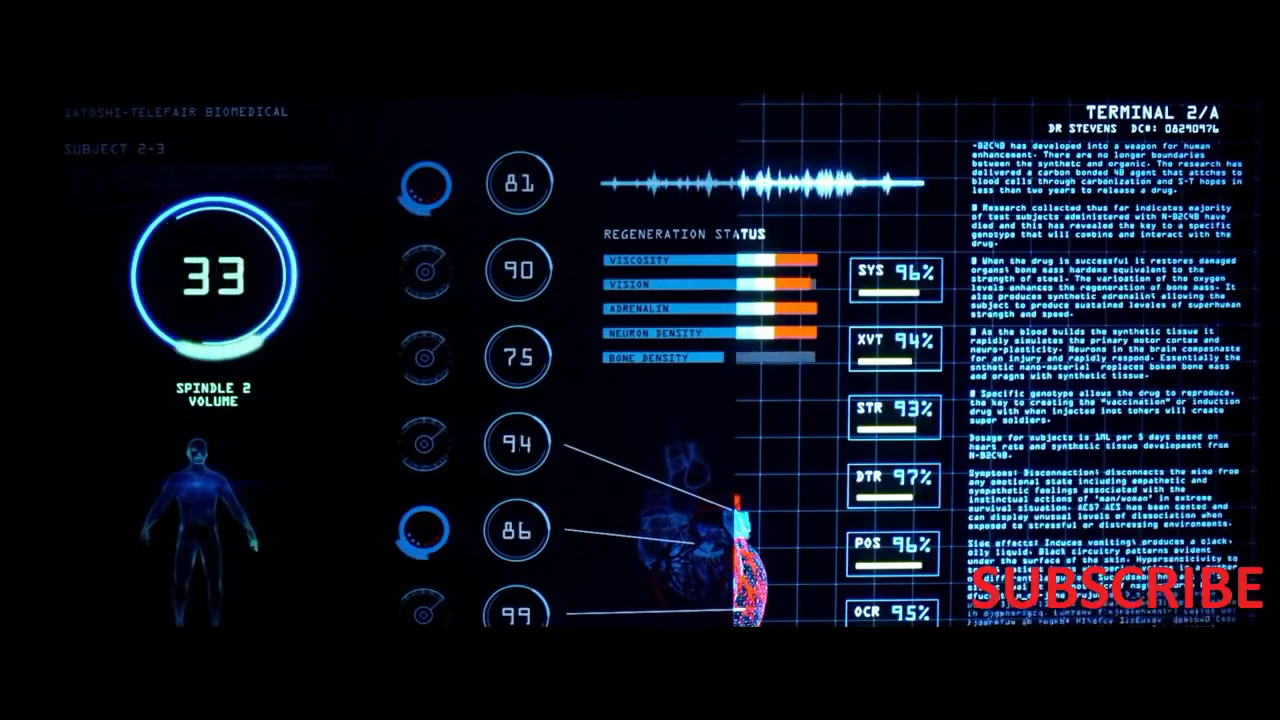 SATOSHI-TELEFAIR BIOMEDICAL
SUBJECT 2-3
33
SPINDLE 2
VOLUME
81
90
75
94
86
99
REGENERATION STATUS
VISCOSITY
VISION
ADRENALIN
NEURON DENSITY
BONE DENSITY
SYS 96%
XVT 94%
STR 93%
DTR 97%
POS 96%
OCR 95%
TERMINAL 2/A
DR STEVENS DC#: 08290976
-B2C4B has developed into a weapon for human
enhancement. There are no longer boundaries
between the synthetc and organic. The research has
delivered a carbon bonded 4B agent that attches to
blood cells through carbonization and S-T hopes in
less than two years to release a drug.
Research collected thus far indicates majority
of test subjects administered with N-B2C4B have
died and this has revealed the key to a specific
genotype that will combine and interact with the
drug.
When the drug is successful it restores damaged
organs, bone mass hardens equivalent to the
strength of steel. The variation of the oxygen
levels enhances the regeneration of bone mass. It
also produces synthetic adrenalin, allowing the
subject to produce sustained leveles of superhuman
strength and speed.
As the blood builds the synthetic tissue it
rapidly simulates the primary motor cortex and
neuro-plasticity. Neurons in the brain compensate
for an injury and rapidly respond. Essentially the
snthetic nano-material replaces boken bone mass
and oragns with synthetic tissue.
Specific genotype allows the drug to reproduce,
the key to creating the "vaccination" or induction
drug with when injected inot tohers will create
super soldiers.
Dosage for subjects is 1ML per 5 days based on
heart rate and synthetic tissue development from
N-B2C4B.
Symptoms: Disconnection, disconnects the mind from
any emotional state including empathetic and
sympathetic feelings associated with the
instinctual actions of "man/woman" in extreme
survival situation. AES7-AES has been tested and
can display unusual levels of dissociation when
exposed to stressful or distressing environments.
Side effects: Induces vomiting, produces a black,
oily liquid. Black circuitry patterns evident
under the surface of the skin. Hypersensitivity to
SUBSCRIBE